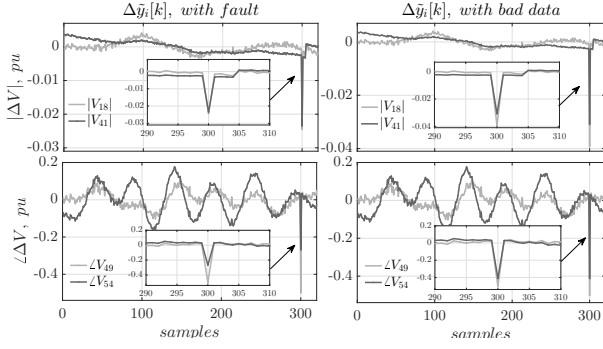 Δỹᵢ[k], with fault
Δỹᵢ[k], with bad data
|ΔV|, pu
0
-0.01
-0.02
-0.03
|V₁₈|
|V₄₁|
0
-0.01
-0.02
-0.03
290 295 300 305 310
0
-0.02
-0.04
|V₁₈|
|V₄₁|
0
-0.02
-0.04
290 295 300 305 310
∠ΔV, pu
0.2
0
-0.2
-0.4
∠V₄₉
∠V₅₄
0.2
0
-0.2
-0.4
290 295 300 305 310
0 100 200 300
samples
0.2
0
-0.2
-0.4
∠V₄₉
∠V₅₄
0.2
0
-0.2
-0.4
290 295 300 305 310
0 100 200 300
samples